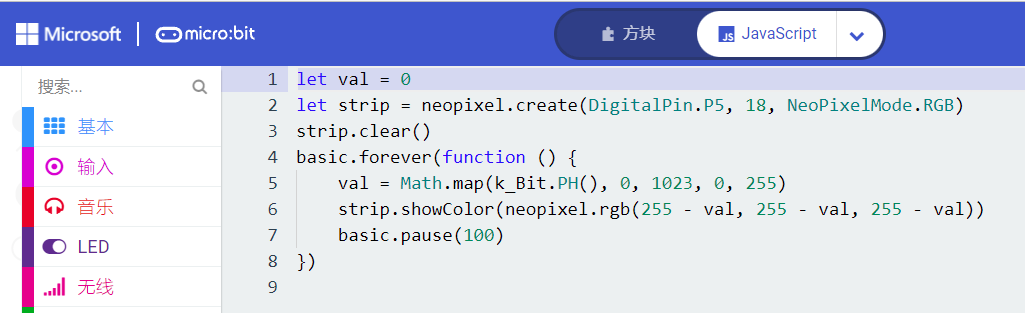 Microsoft micro:bit 方块 JS JavaScript
搜索...
基本
输入
音乐
LED
无线
1 let val = 0
2 let strip = neopixel.create(DigitalPin.P5, 18, NeoPixelMode.RGB)
3 strip.clear()
4 basic.forever(function () {
5 val = Math.map(k_Bit.PH(), 0, 1023, 0, 255)
6 strip.showColor(neopixel.rgb(255 - val, 255 - val, 255 - val))
7 basic.pause(100)
8 })
9